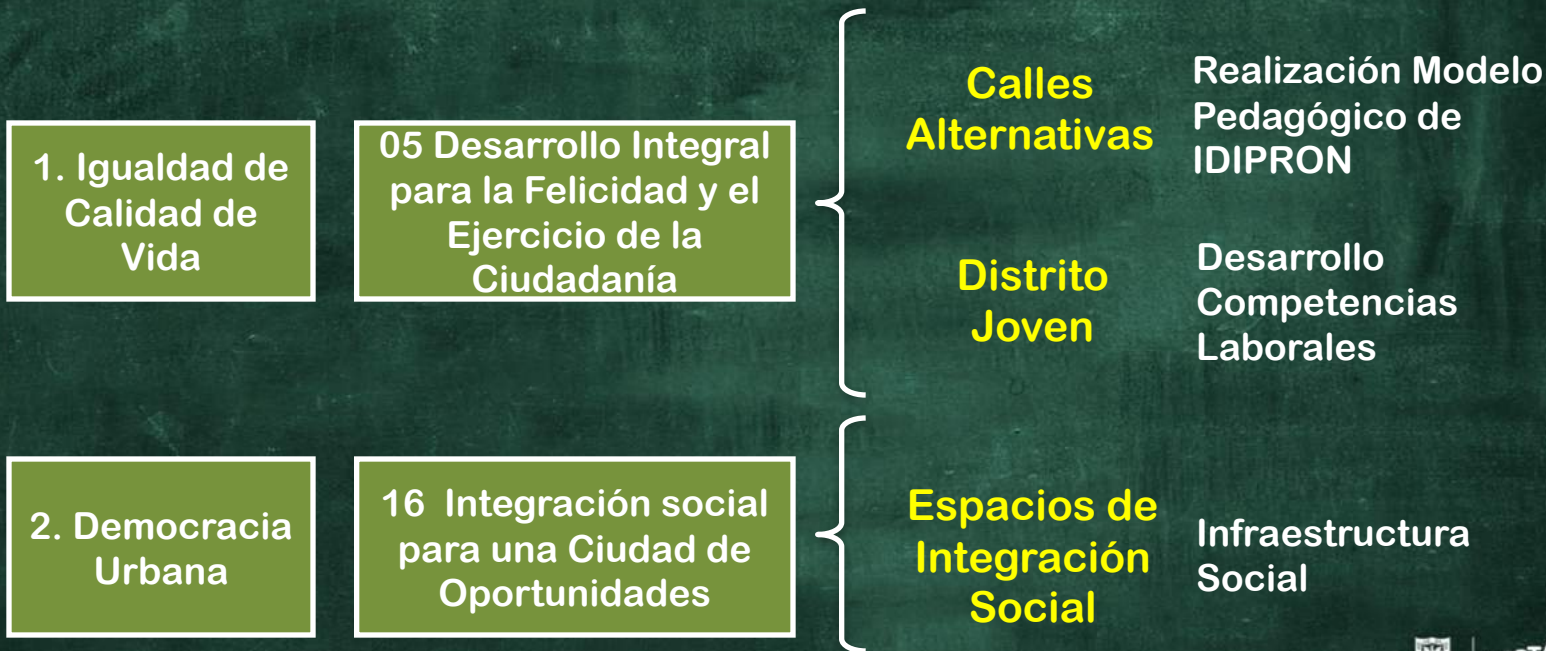 1. Igualdad de
Calidad de
Vida
05 Desarrollo Integral
para la Felicidad y el
Ejercicio de la
Ciudadanía
Calles
Alternativas
Realización Modelo
Pedagógico de
IDIPRON
Distrito
Joven
Desarrollo
Competencias
Laborales
2. Democracia
Urbana
16 Integración social
para una Ciudad de
Oportunidades
Espacios de
Integración
Social
Infraestructura
Social